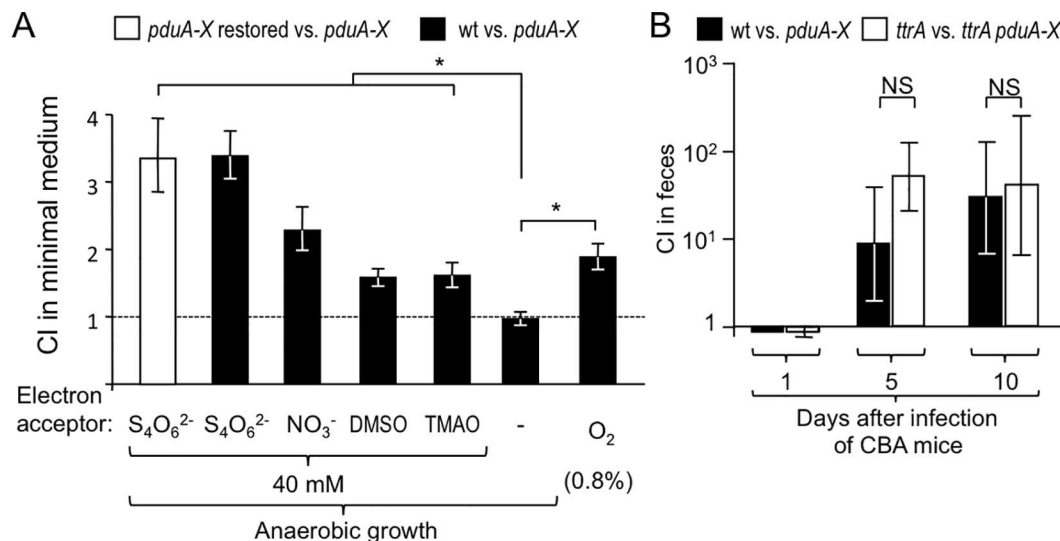 A
pduA-X restored vs. pduA-X
wt vs. pduA-X
*
*
CI in minimal medium
4
3
2
1
Electron
acceptor:
S₄O₆²⁻ S₄O₆²⁻ NO₃⁻ DMSO TMAO - O₂
40 mM
(0.8%)
Anaerobic growth
B
wt vs. pduA-X
ttrA vs. ttrA pduA-X
NS
NS
CI in feces
10³
10²
10¹
1
1 5 10
Days after infection
of CBA mice